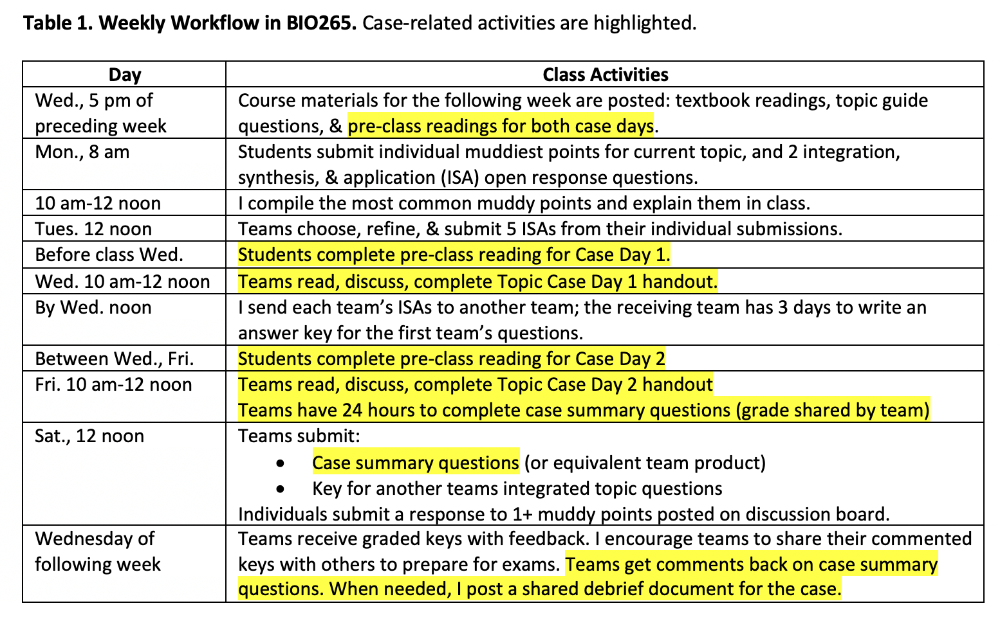 Table 1. Weekly Workflow in BIO265. Case-related activities are highlighted.
Day
Class Activities
Wed., 5 pm of
preceding week
Course materials for the following week are posted: textbook readings, topic guide
questions, & pre-class readings for both case days.
Mon., 8 am
Students submit individual muddiest points for current topic, and 2 integration,
synthesis, & application (ISA) open response questions.
10 am-12 noon
I compile the most common muddy points and explain them in class.
Tues. 12 noon
Teams choose, refine, & submit 5 ISAs from their individual submissions.
Before class Wed.
Students complete pre-class reading for Case Day 1.
Wed. 10 am-12 noon
Teams read, discuss, complete Topic Case Day 1 handout.
By Wed. noon
I send each team’s ISAs to another team; the receiving team has 3 days to write an
answer key for the first team’s questions.
Between Wed., Fri.
Students complete pre-class reading for Case Day 2
Fri. 10 am-12 noon
Teams read, discuss, complete Topic Case Day 2 handout
Teams have 24 hours to complete case summary questions (grade shared by team)
Sat., 12 noon
Teams submit:
• Case summary questions (or equivalent team product)
• Key for another teams integrated topic questions
Individuals submit a response to 1+ muddy points posted on discussion board.
Wednesday of
following week
Teams receive graded keys with feedback. I encourage teams to share their commented
keys with others to prepare for exams. Teams get comments back on case summary
questions. When needed, I post a shared debrief document for the case.